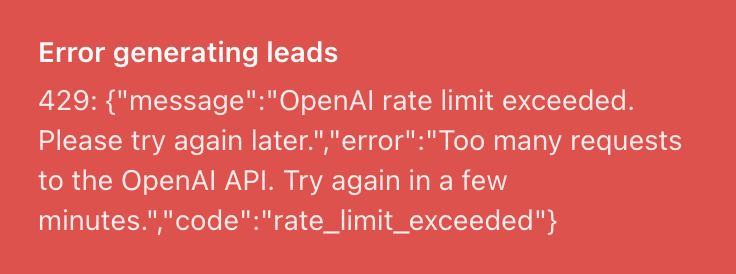 Error generating leads
429: {"message":"OpenAI rate limit exceeded.
Please try again later.","error":"Too many requests
to the OpenAI API. Try again in a few
minutes.","code":"rate_limit_exceeded"}